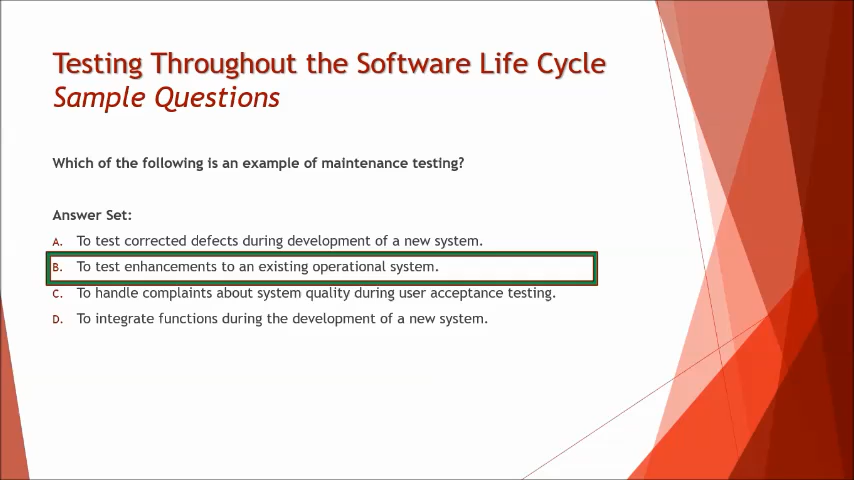 Testing Throughout the Software Life Cycle
Sample Questions
Which of the following is an example of maintenance testing?
Answer Set:
A. To test corrected defects during development of a new system.
B. To test enhancements to an existing operational system.
C. To handle complaints about system quality during user acceptance testing.
D. To integrate functions during the development of a new system.